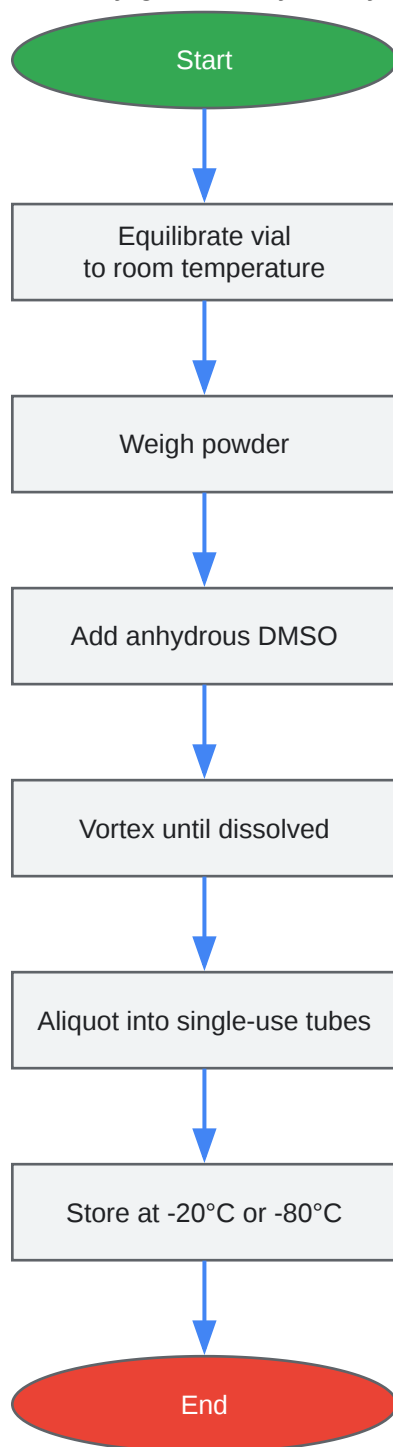 Start
Equilibrate vial
to room temperature
Weigh powder
Add anhydrous DMSO
Vortex until dissolved
Aliquot into single-use tubes
Store at -20°C or -80°C
End